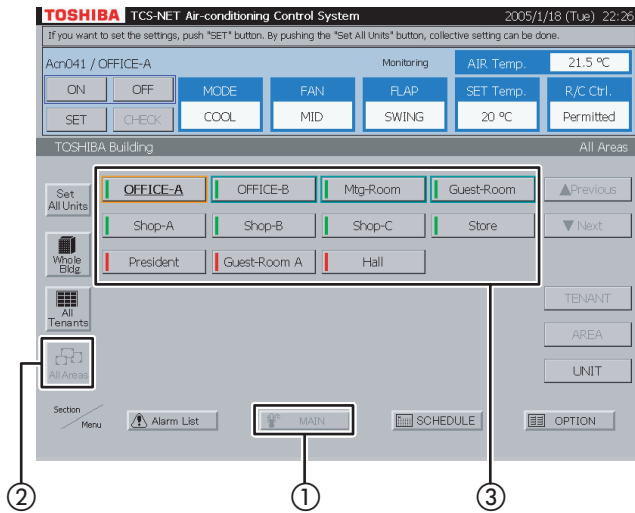 TOSHIBA TCS-NET Air-conditioning Control System 2005/1/18 (Tue) 22:26
If you want to set the settings, push "SET" button. By pushing the "Set All Units" button, collective setting can be done.
Acn041 / OFFICE-A Monitoring AIR Temp. 21.5 °C
ON OFF MODE FAN FLAP SET Temp. R/C Ctrl.
SET CHECK COOL MID SWING 20 °C Permitted
TOSHIBA Building All Areas
Set
All Units
OFFICE-A OFFICE-B Mtg-Room Guest-Room ▲Previous
Shop-A Shop-B Shop-C Store ▼Next
Whole
Bldg.
President Guest-Room A Hall
All
Tenants
TENANT
AREA
All Areas
UNIT
Section
Menu
Alarm List MAIN SCHEDULE OPTION
② ① ③